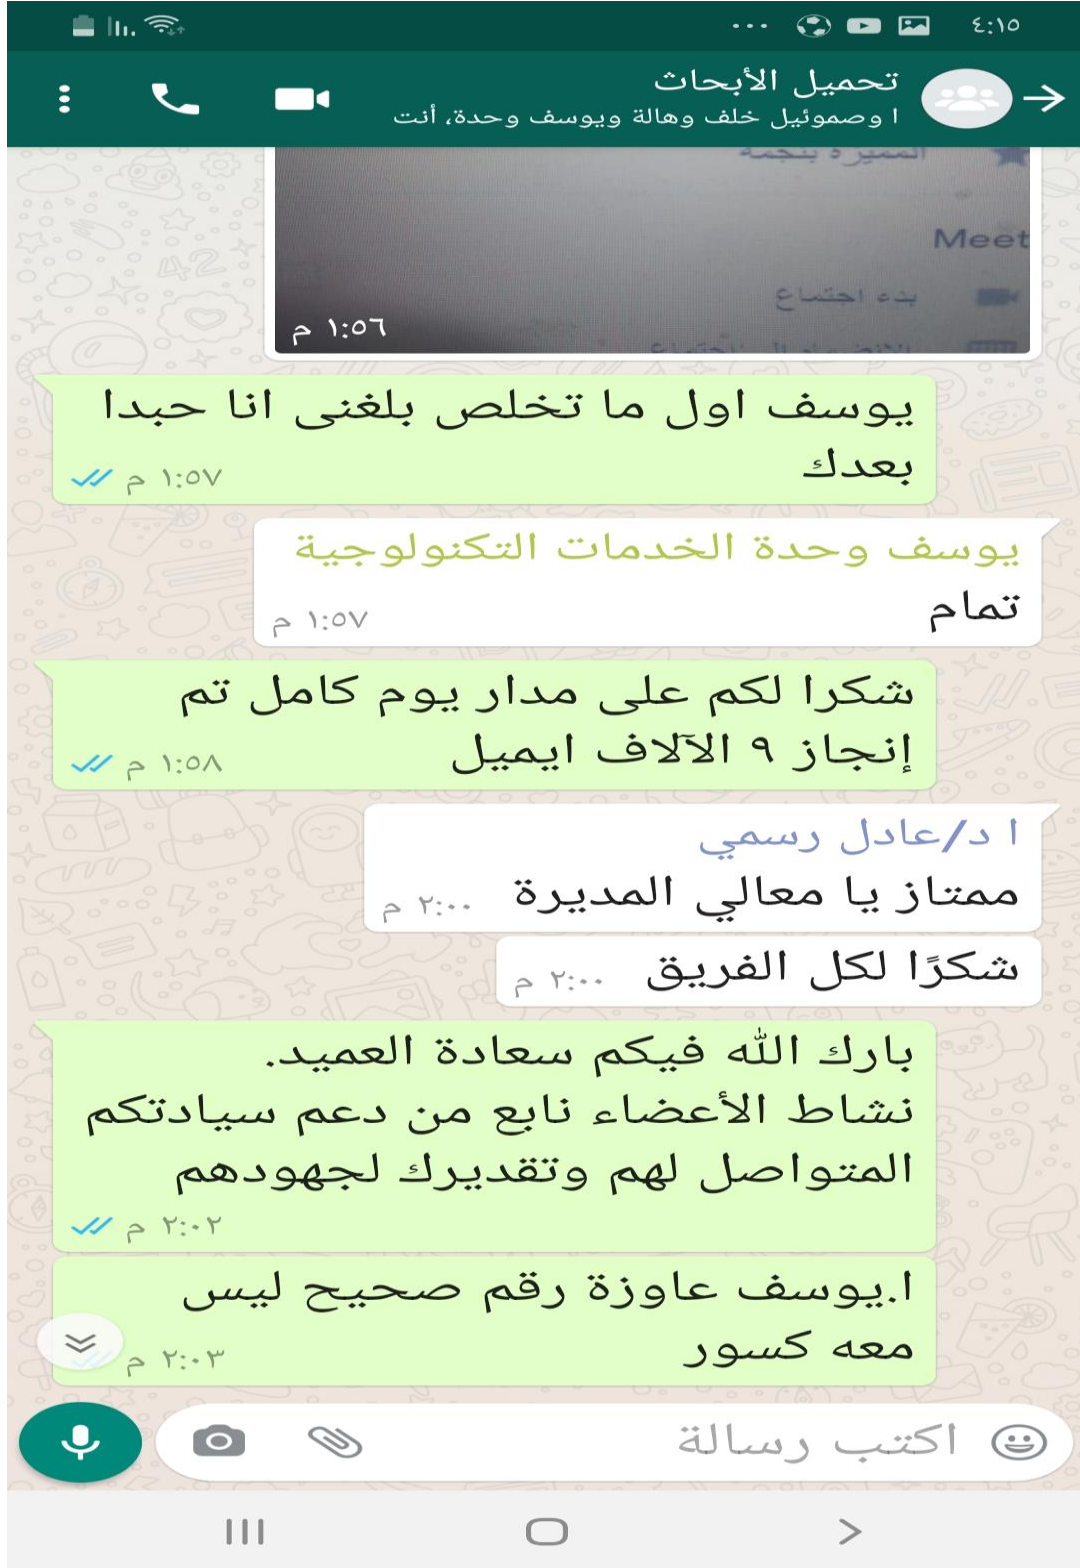 ٤:١٥
تحميل الأبحاث
ا وصموئيل خلف وهالة ويوسف وحدة، أنت
المميزة بنجمة
Meet
بدء اجتماع
١:٥٦ م
يوسف اول ما تخلص بلغنى انا حبدا
بعدك
١:٥٧ م
يوسف وحدة الخدمات التكنولوجية
تمام
١:٥٧ م
شكرا لكم على مدار يوم كامل تم
إنجاز ٩ الآلاف ايميل
١:٥٨ م
ا د/عادل رسمي
ممتاز يا معالي المديرة
٢:٠٠ م
شكرًا لكل الفريق
٢:٠٠ م
بارك الله فيكم سعادة العميد.
نشاط الأعضاء نابع من دعم سيادتكم
المتواصل لهم وتقديرك لجهودهم
٢:٠٢ م
ا.يوسف عاوزة رقم صحيح ليس
معه كسور
٢:٠٣ م
اكتب رسالة